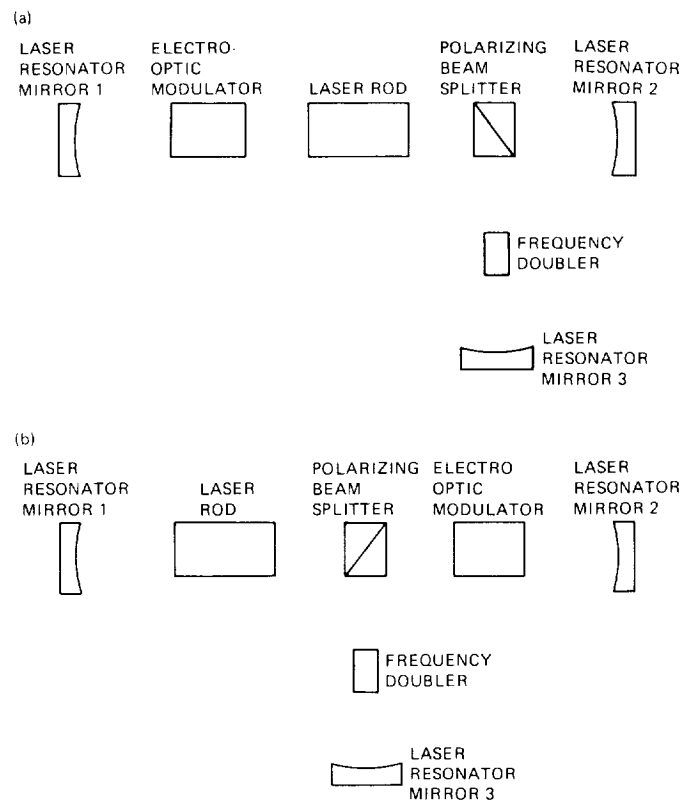 (a)
LASER
RESONATOR
MIRROR 1
ELECTRO-
OPTIC
MODULATOR
LASER ROD
POLARIZING
BEAM
SPLITTER
LASER
RESONATOR
MIRROR 2
FREQUENCY
DOUBLER
LASER
RESONATOR
MIRROR 3
(b)
LASER
RESONATOR
MIRROR 1
LASER
ROD
POLARIZING
BEAM
SPLITTER
ELECTRO
OPTIC
MODULATOR
LASER
RESONATOR
MIRROR 2
FREQUENCY
DOUBLER
LASER
RESONATOR
MIRROR 3